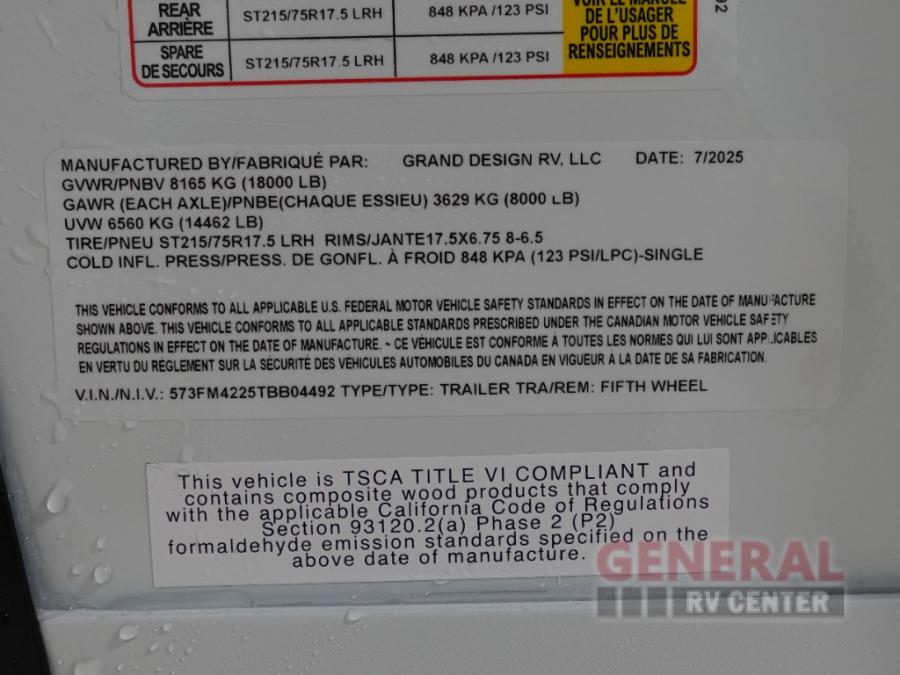 VOIR LE MANUEL
REAR
ARRIÈRE
ST215/75R17.5 LRH
848 KPA /123 PSI
DE L'USAGER
POUR PLUS DE
RENSEIGNEMENTS
SPARE
DE SECOURS
ST215/75R17.5 LRH
848 KPA /123 PSI
MANUFACTURED BY/FABRIQUÉ PAR: GRAND DESIGN RV, LLC DATE: 7/2025
GVWR/PNBV 8165 KG (18000 LB)
GAWR (EACH AXLE)/PNBE(CHAQUE ESSIEU) 3629 KG (8000 LB)
UVW 6560 KG (14462 LB)
TIRE/PNEU ST215/75R17.5 LRH RIMS/JANTE17.5X6.75 8-6.5
COLD INFL. PRESS/PRESS. DE GONFL. À FROID 848 KPA (123 PSI/LPC)-SINGLE
THIS VEHICLE CONFORMS TO ALL APPLICABLE U.S. FEDERAL MOTOR VEHICLE SAFETY STANDARDS IN EFFECT ON THE DATE OF MANUFACTURE
SHOWN ABOVE. THIS VEHICLE CONFORMS TO ALL APPLICABLE STANDARDS PRESCRIBED UNDER THE CANADIAN MOTOR VEHICLE SAFETY
REGULATIONS IN EFFECT ON THE DATE OF MANUFACTURE. ~ CE VÉHICULE EST CONFORME À TOUTES LES NORMES QUI LUI SONT APPLICABLES
EN VERTU DU RÈGLEMENT SUR LA SÉCURITÉ DES VÉHICULES AUTOMOBILES DU CANADA EN VIGUEUR À LA DATE DE SA FABRICATION.
V.I.N./N.I.V.: 573FM4225TBB04492 TYPE/TYPE: TRAILER TRA/REM: FIFTH WHEEL
This vehicle is TSCA TITLE VI COMPLIANT and
contains composite wood products that comply
with the applicable California Code of Regulations
Section 93120.2(a) Phase 2 (P2)
formaldehyde emission standards specified on the
above date of manufacture.
GENERAL
RV CENTER